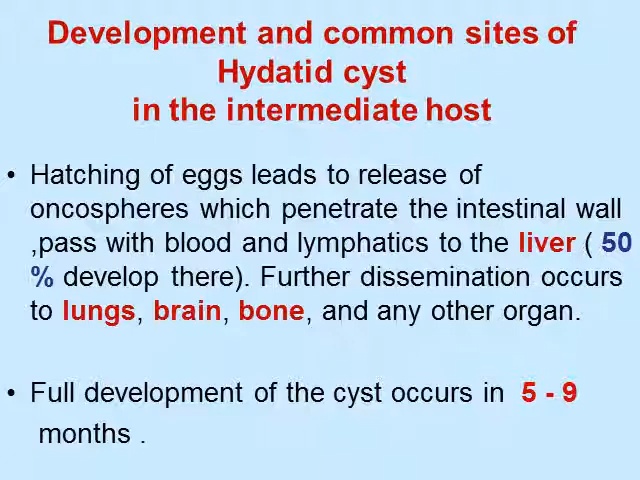 Development and common sites of
Hydatid cyst
in the intermediate host
• Hatching of eggs leads to release of
oncospheres which penetrate the intestinal wall
,pass with blood and lymphatics to the liver ( 50
% develop there). Further dissemination occurs
to lungs, brain, bone, and any other organ.
• Full development of the cyst occurs in 5 - 9
months .